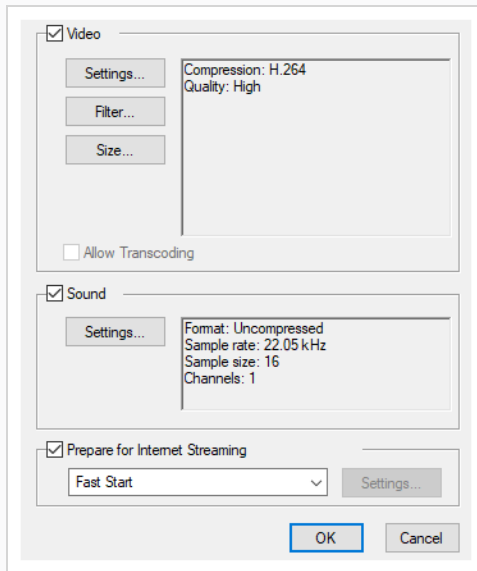 Video
Settings...
Compression: H.264
Quality: High
Filter...
Size...
Allow Transcoding
Sound
Settings...
Format: Uncompressed
Sample rate: 22.05 kHz
Sample size: 16
Channels: 1
Prepare for Internet Streaming
Fast Start
Settings...
OK
Cancel